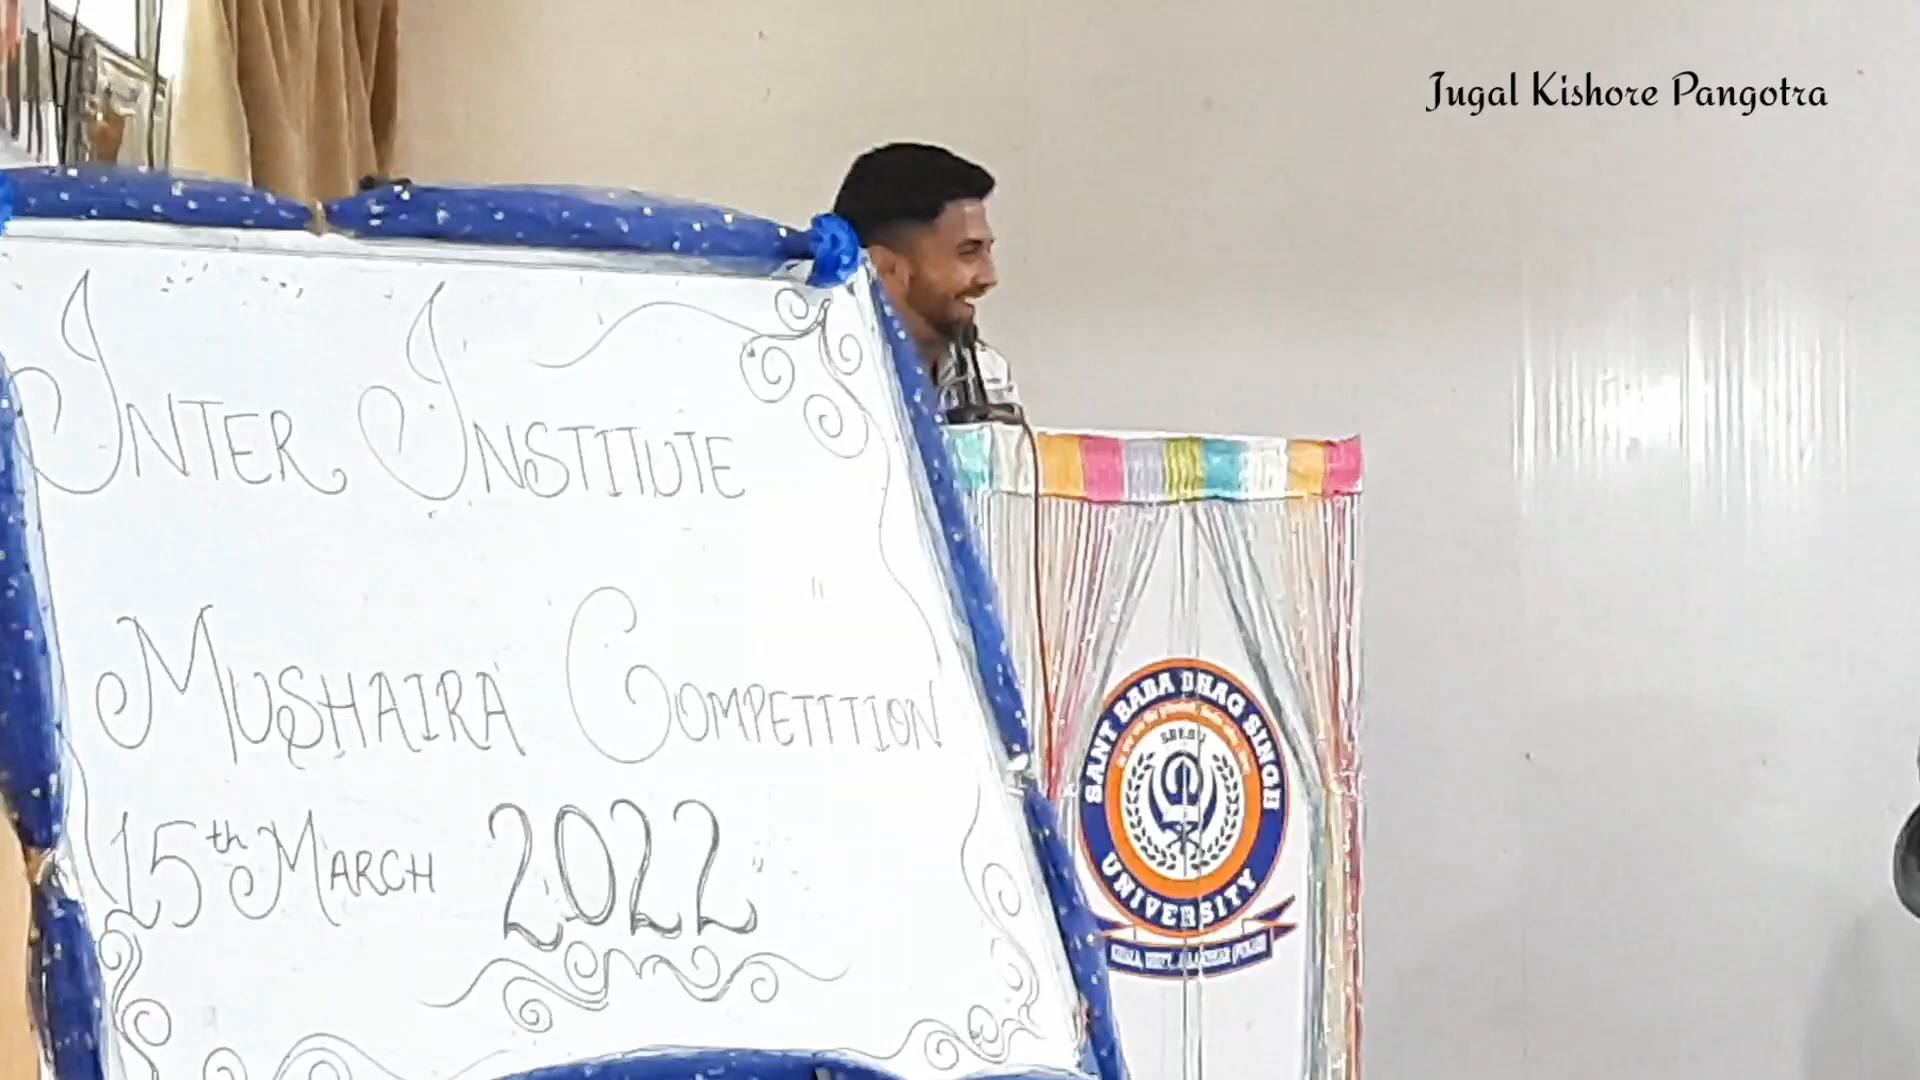 Jugal Kishore Pangotra
INTER INSTITUTE
MUSHAIRA COMPETITION
15th MARCH 2022
SANT BABA BHAG SINGH
UNIVERSITY